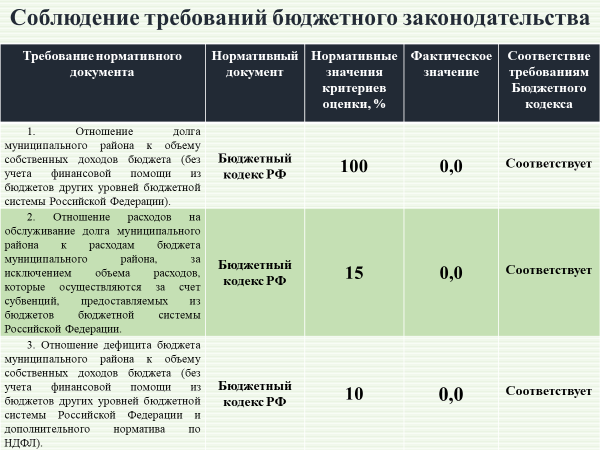 Соблюдение требований бюджетного законодательства
Требование нормативного
документа
Нормативный
документ
Нормативные
значения
критериев
оценки, %
Фактическое
значение
Соответствие
требованиям
Бюджетного
кодекса
1. Отношение долга
муниципального района к объему
собственных доходов бюджета (без
учета финансовой помощи из
бюджетов других уровней бюджетной
системы Российской Федерации).
Бюджетный
кодекс РФ
100
0,0
Соответствует
2. Отношение расходов на
обслуживание долга муниципального
района к расходам бюджета
муниципального района, за
исключением объема расходов,
которые осуществляются за счет
субвенций, предоставляемых из
бюджетов бюджетной системы
Российской Федерации.
Бюджетный
кодекс РФ
15
0,0
Соответствует
3. Отношение дефицита бюджета
муниципального района к объему
собственных доходов бюджета (без
учета финансовой помощи из
бюджетов других уровней бюджетной
системы Российской Федерации и
дополнительного норматива по
НДФЛ).
Бюджетный
кодекс РФ
10
0,0
Соответствует